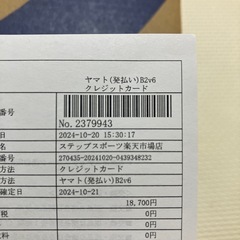 ヤマト(発払い)B2v6
クレジットカード
番号
No.2379943
日 2024-10-20 15:30:17
ステップスポーツ楽天市場店
号 270435-20241020-0439348232
方法 クレジットカード
方法 ヤマト(発払い)B2v6
確定日 2024-10-21
18,700円
税 0円
0円
料 0円